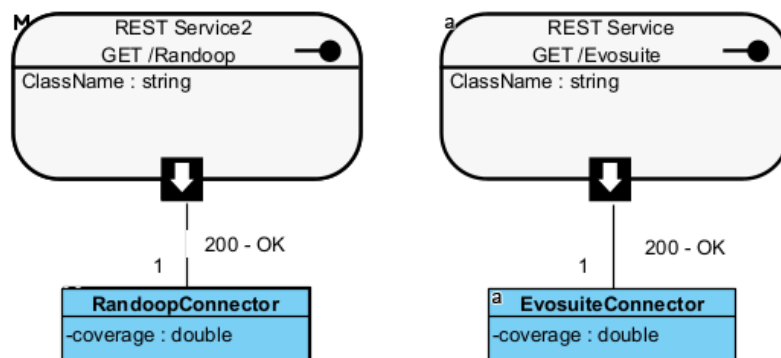 M
REST Service2
GET /Randoop
ClassName : string
200 - OK
1
RandoopConnector
-coverage : double
a
REST Service
GET /Evosuite
ClassName : string
200 - OK
1
a
EvosuiteConnector
-coverage : double